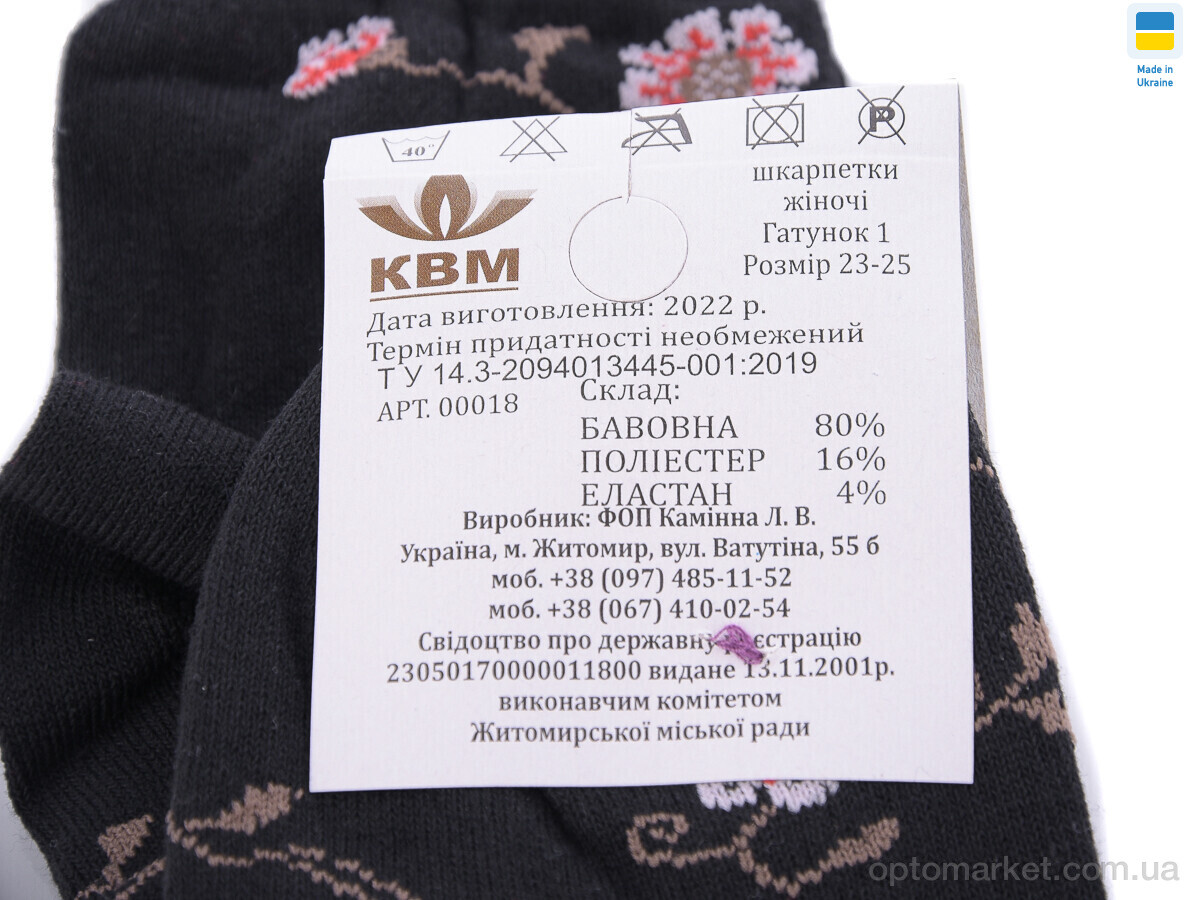 Made in
Ukraine
40°
P
КВМ
шкарпетки
жіночі
Гатунок 1
Розмір 23-25
Дата виготовлення: 2022 р.
Термін придатності необмежений
Т У 14.3-2094013445-001:2019
АРТ. 00018
Склад:
БАВОВНА 80%
ПОЛІЕСТЕР 16%
ЕЛАСТАН 4%
Виробник: ФОП Камінна Л. В.
Україна, м. Житомир, вул. Ватутіна, 55 б
моб. +38 (097) 485-11-52
моб. +38 (067) 410-02-54
Свідоцтво про державну реєстрацію
23050170000011800 видане 13.11.2001р.
виконавчим комітетом
Житомирської міської ради
optomarket.com.ua